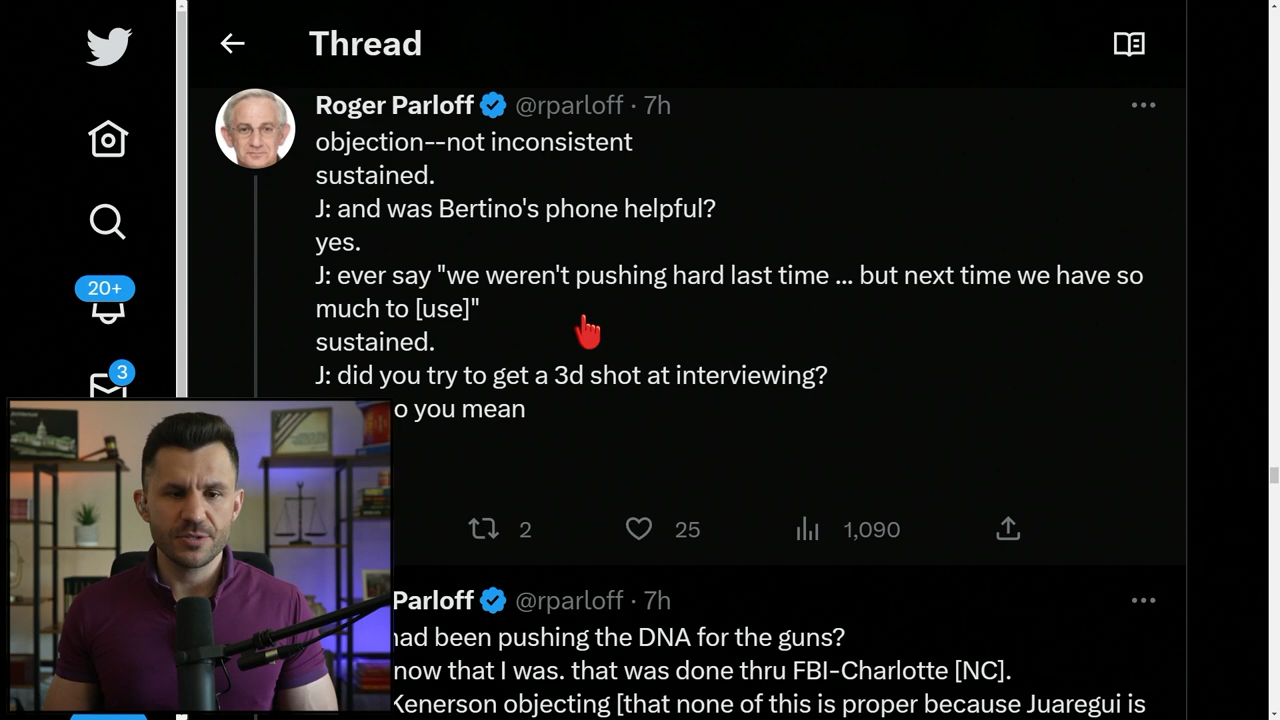 Thread
Roger Parloff @rparloff · 7h
objection--not inconsistent
sustained.
J: and was Bertino's phone helpful?
yes.
J: ever say "we weren't pushing hard last time ... but next time we have so
much to [use]"
sustained.
J: did you try to get a 3d shot at interviewing?
o you mean
2 25 1,090
20+
3
Parloff @rparloff · 7h
had been pushing the DNA for the guns?
now that I was. that was done thru FBI-Charlotte [NC].
Kenerson objecting [that none of this is proper because Juaregui is